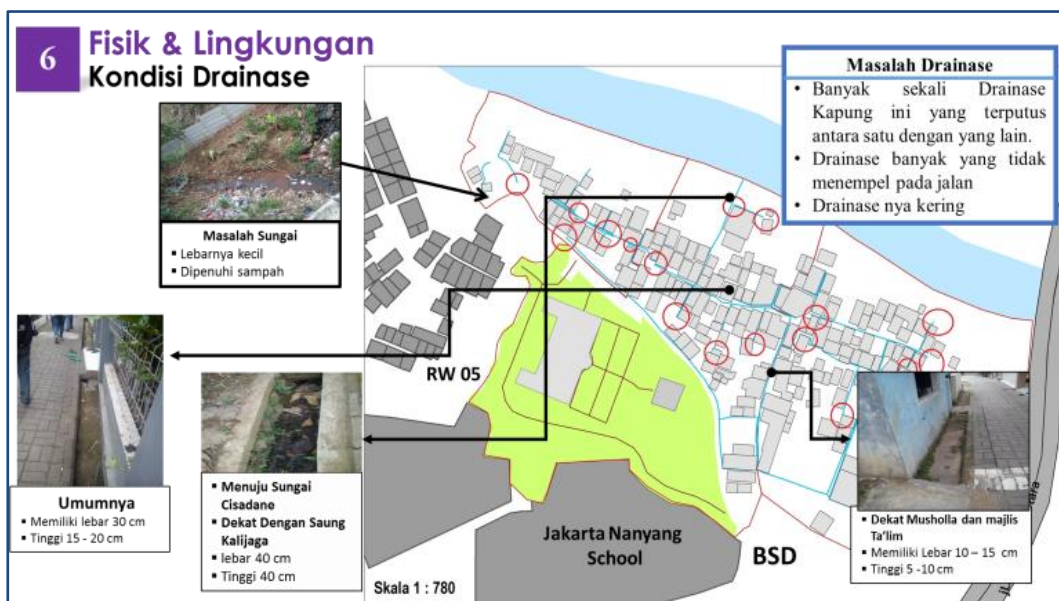 6
Fisik & Lingkungan
Kondisi Drainase
Masalah Drainase
• Banyak sekali Drainase
Kapung ini yang terputus
antara satu dengan yang lain.
• Drainase banyak yang tidak
menempel pada jalan
• Drainase nya kering
Masalah Sungai
▪ Lebarnya kecil
▪ Dipenuhi sampah
RW 05
Umumnya
▪ Memiliki lebar 30 cm
▪ Tinggi 15 - 20 cm
▪ Menuju Sungai
Cisadane
▪ Dekat Dengan Saung
Kalijaga
▪ lebar 40 cm
▪ Tinggi 40 cm
Skala 1 : 780
Jakarta Nanyang
School
BSD
▪ Dekat Musholla dan majlis
Ta'lim
▪ Memiliki Lebar 10 – 15 cm
▪ Tinggi 5 -10 cm